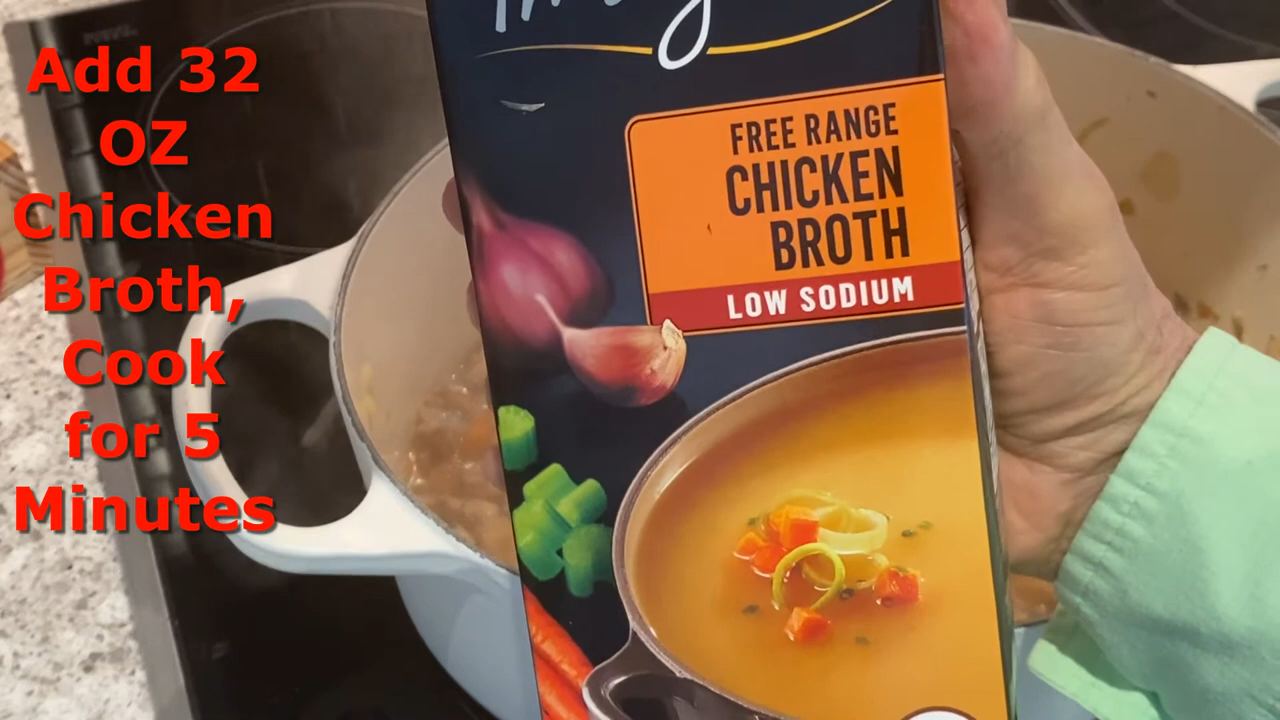 Add 32
OZ
Chicken
Broth,
Cook
for 5
Minutes
FREE RANGE
CHICKEN
BROTH
LOW SODIUM